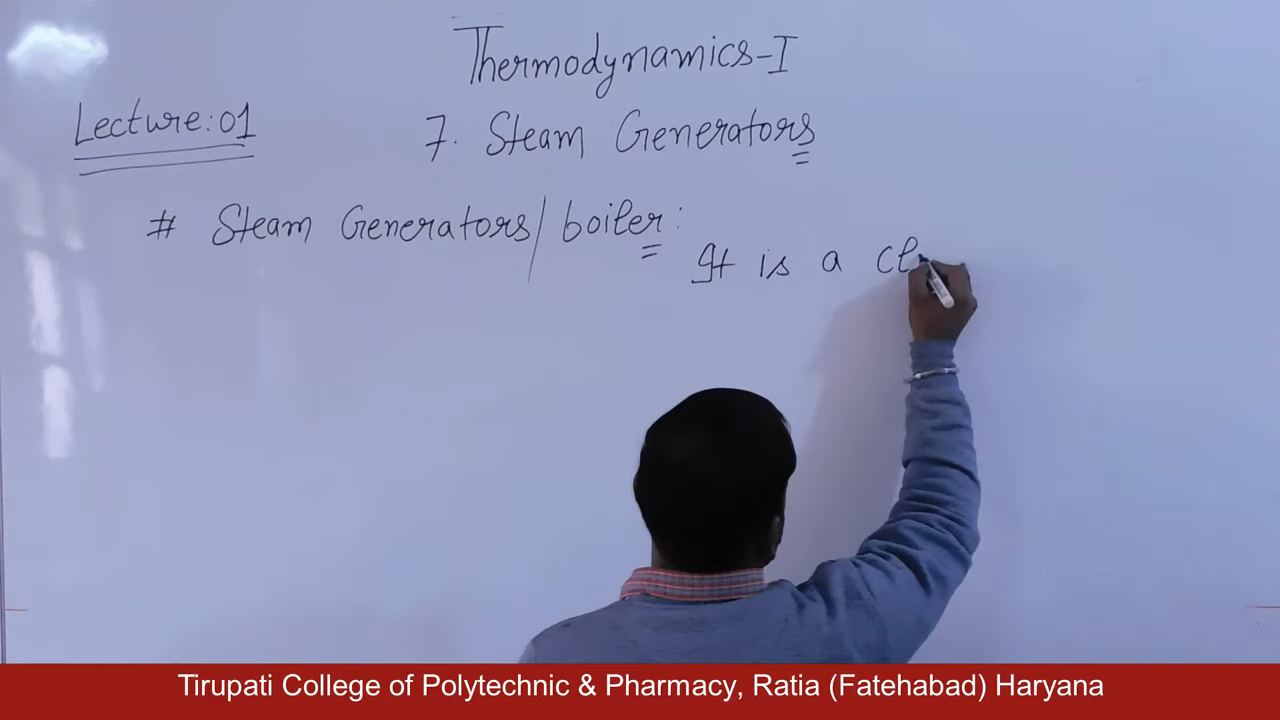 Thermodynamics-I
Lecture: 01
7. Steam Generators
# Steam Generators/boiler:
It is a cl
Tirupati College of Polytechnic & Pharmacy, Ratia (Fatehabad) Haryana